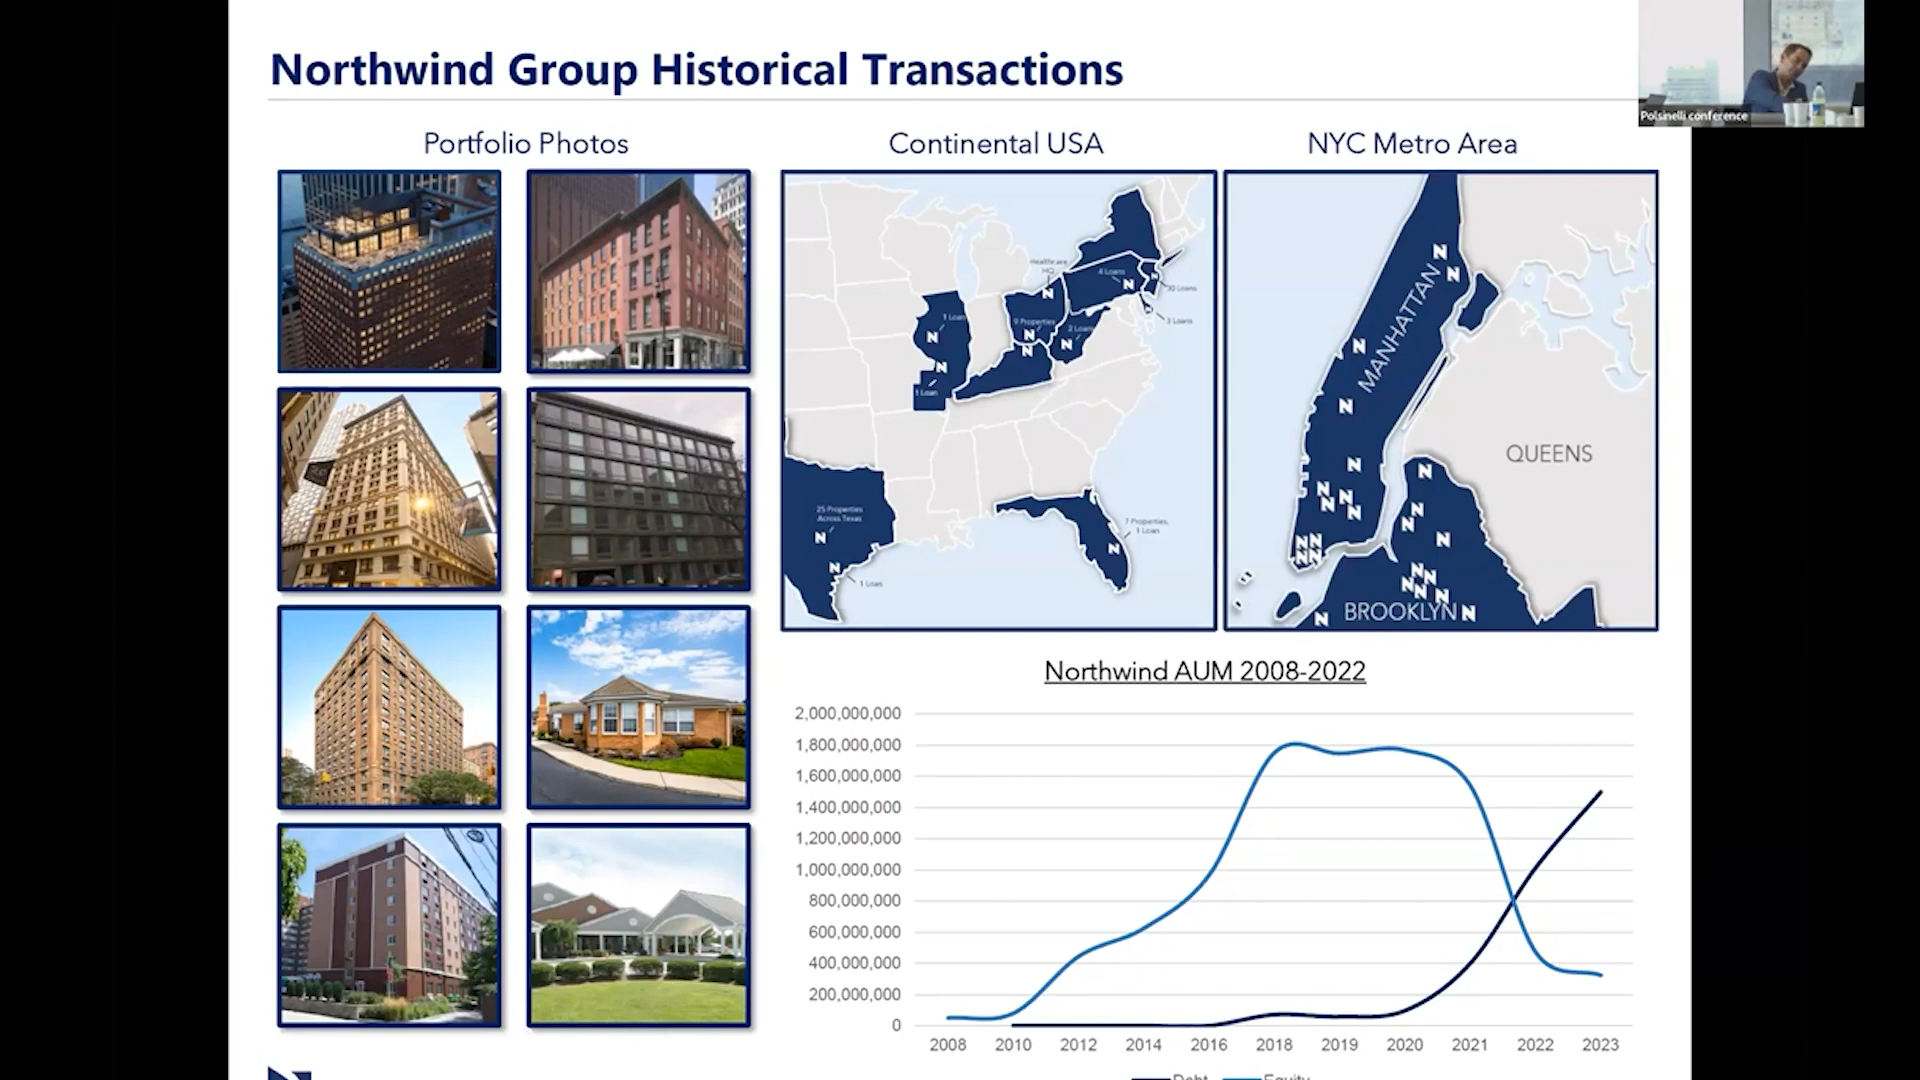 Northwind Group Historical Transactions
Polsinelli conference
Portfolio Photos
Continental USA
NYC Metro Area
Healthcare
HQ
4 Loans
30 Loans
3 Loans
1 Loan
9 Properties
2 Loans
1 Loan
25 Properties
Across Texas
7 Properties,
1 Loan
1 Loan
MANHATTAN
QUEENS
BROOKLYN
Northwind AUM 2008-2022
2,000,000,000
1,800,000,000
1,600,000,000
1,400,000,000
1,200,000,000
1,000,000,000
800,000,000
600,000,000
400,000,000
200,000,000
0
2008 2010 2012 2014 2016 2018 2019 2020 2021 2022 2023
Debt Equity